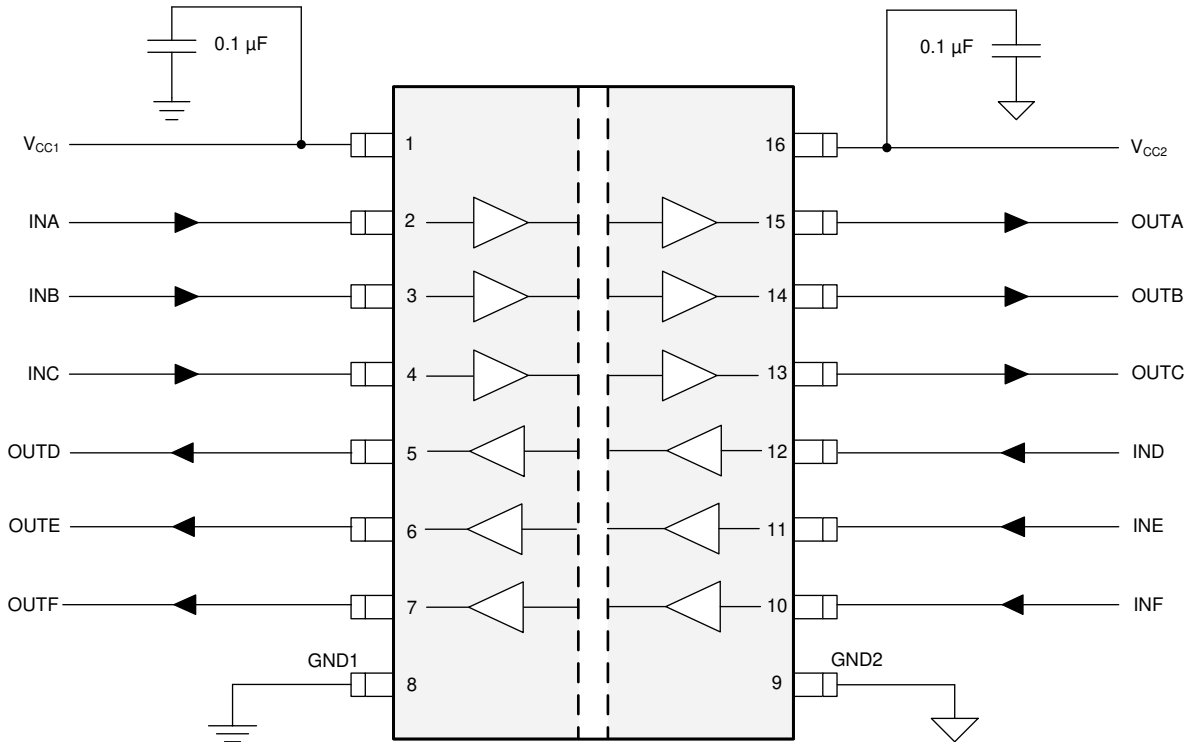 0.1 µF 0.1 µF
VCC1 1 16 VCC2
INA 2 15 OUTA
INB 3 14 OUTB
INC 4 13 OUTC
OUTD 5 12 IND
OUTE 6 11 INE
OUTF 7 10 INF
GND1 GND2
8 9